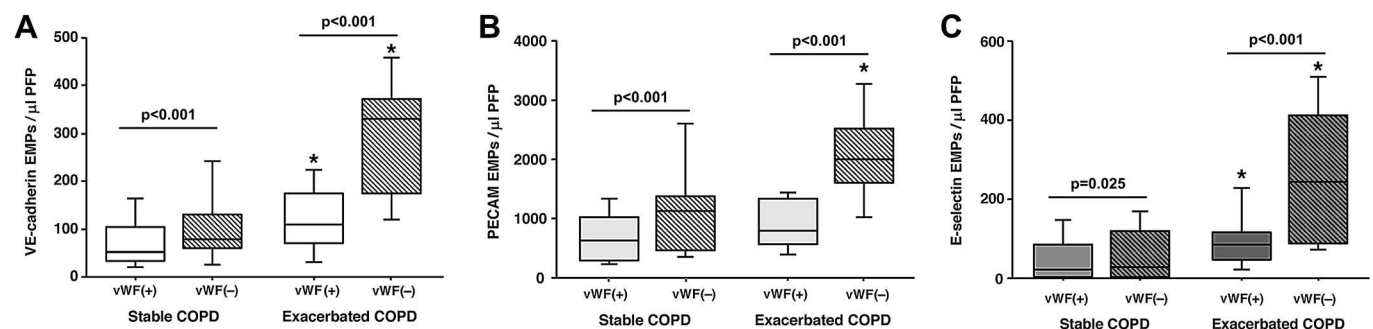 A
VE-cadherin EMPs / μl PFP
500
400
300
200
100
0
p<0.001
p<0.001
*
*
vWF(+) vWF(–) vWF(+) vWF(–)
Stable COPD Exacerbated COPD
B
PECAM EMPs / μl PFP
4000
3000
2000
1000
0
p<0.001
p<0.001
*
vWF(+) vWF(–) vWF(+) vWF(–)
Stable COPD Exacerbated COPD
C
E-selectin EMPs / μl PFP
600
400
200
0
p=0.025
p<0.001
*
*
vWF(+) vWF(–) vWF(+) vWF(–)
Stable COPD Exacerbated COPD